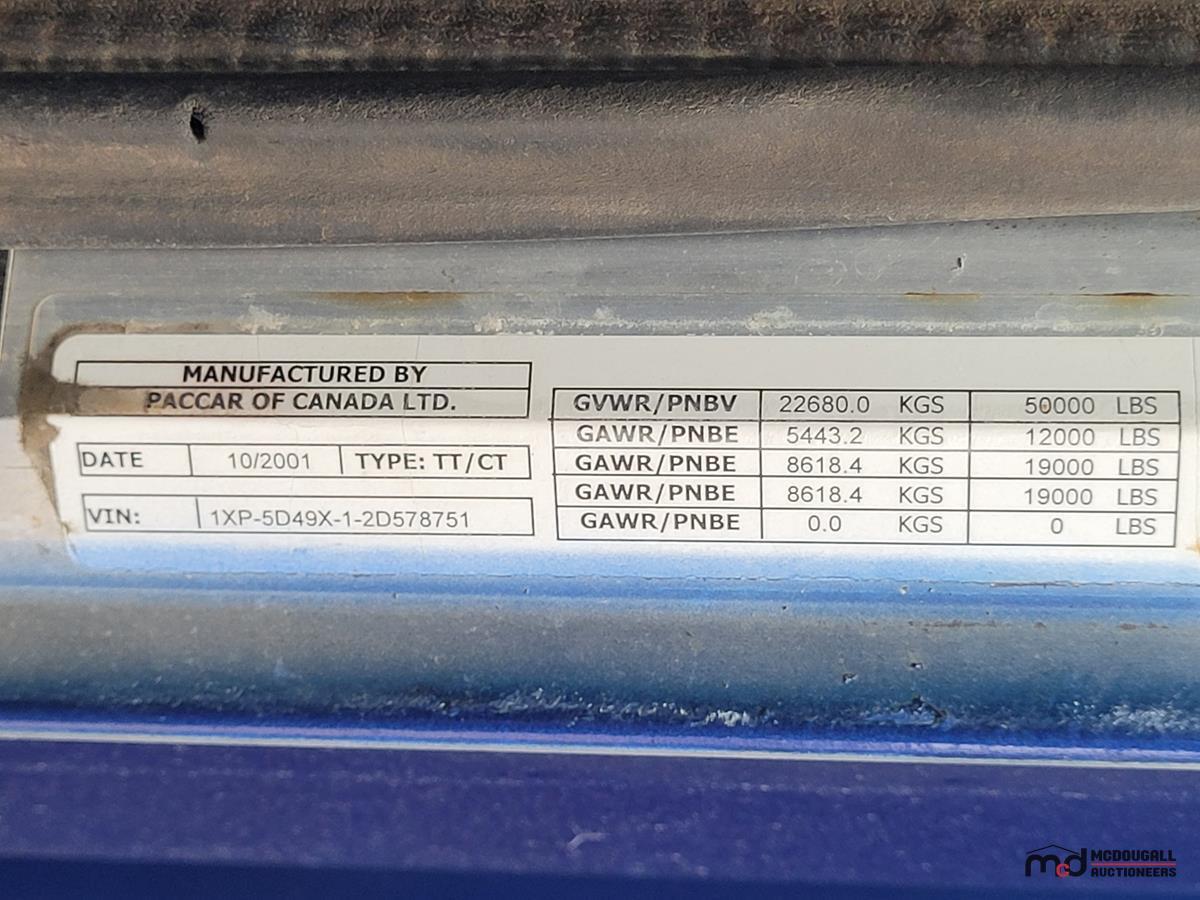 MANUFACTURED BY
PACCAR OF CANADA LTD.
DATE 10/2001 TYPE: TT/CT
VIN: 1XP-5D49X-1-2D578751
GVWR/PNBV 22680.0 KGS 50000 LBS
GAWR/PNBE 5443.2 KGS 12000 LBS
GAWR/PNBE 8618.4 KGS 19000 LBS
GAWR/PNBE 8618.4 KGS 19000 LBS
GAWR/PNBE 0.0 KGS 0 LBS
mcd MCDOUGALL
AUCTIONEERS